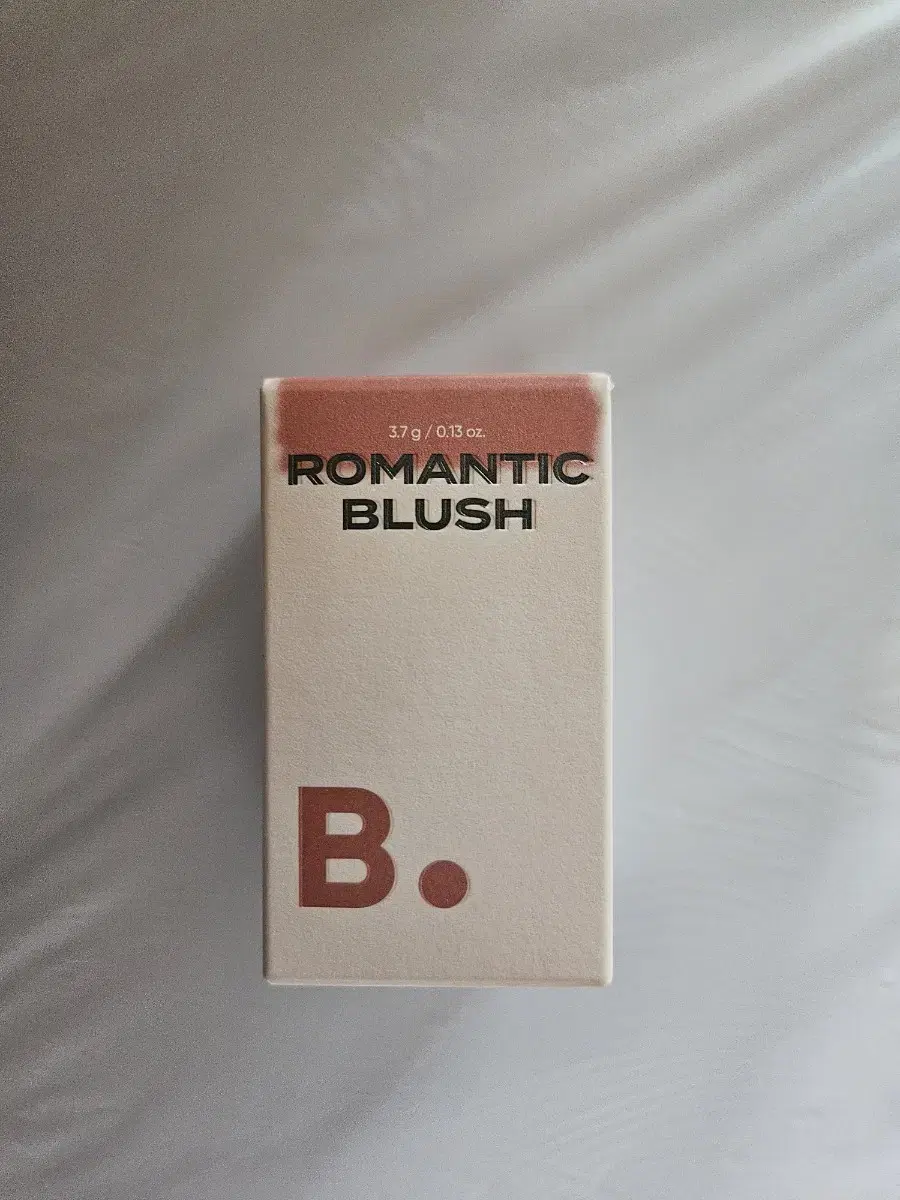 3.7 g / 0.13 oz.
ROMANTIC
BLUSH
B.